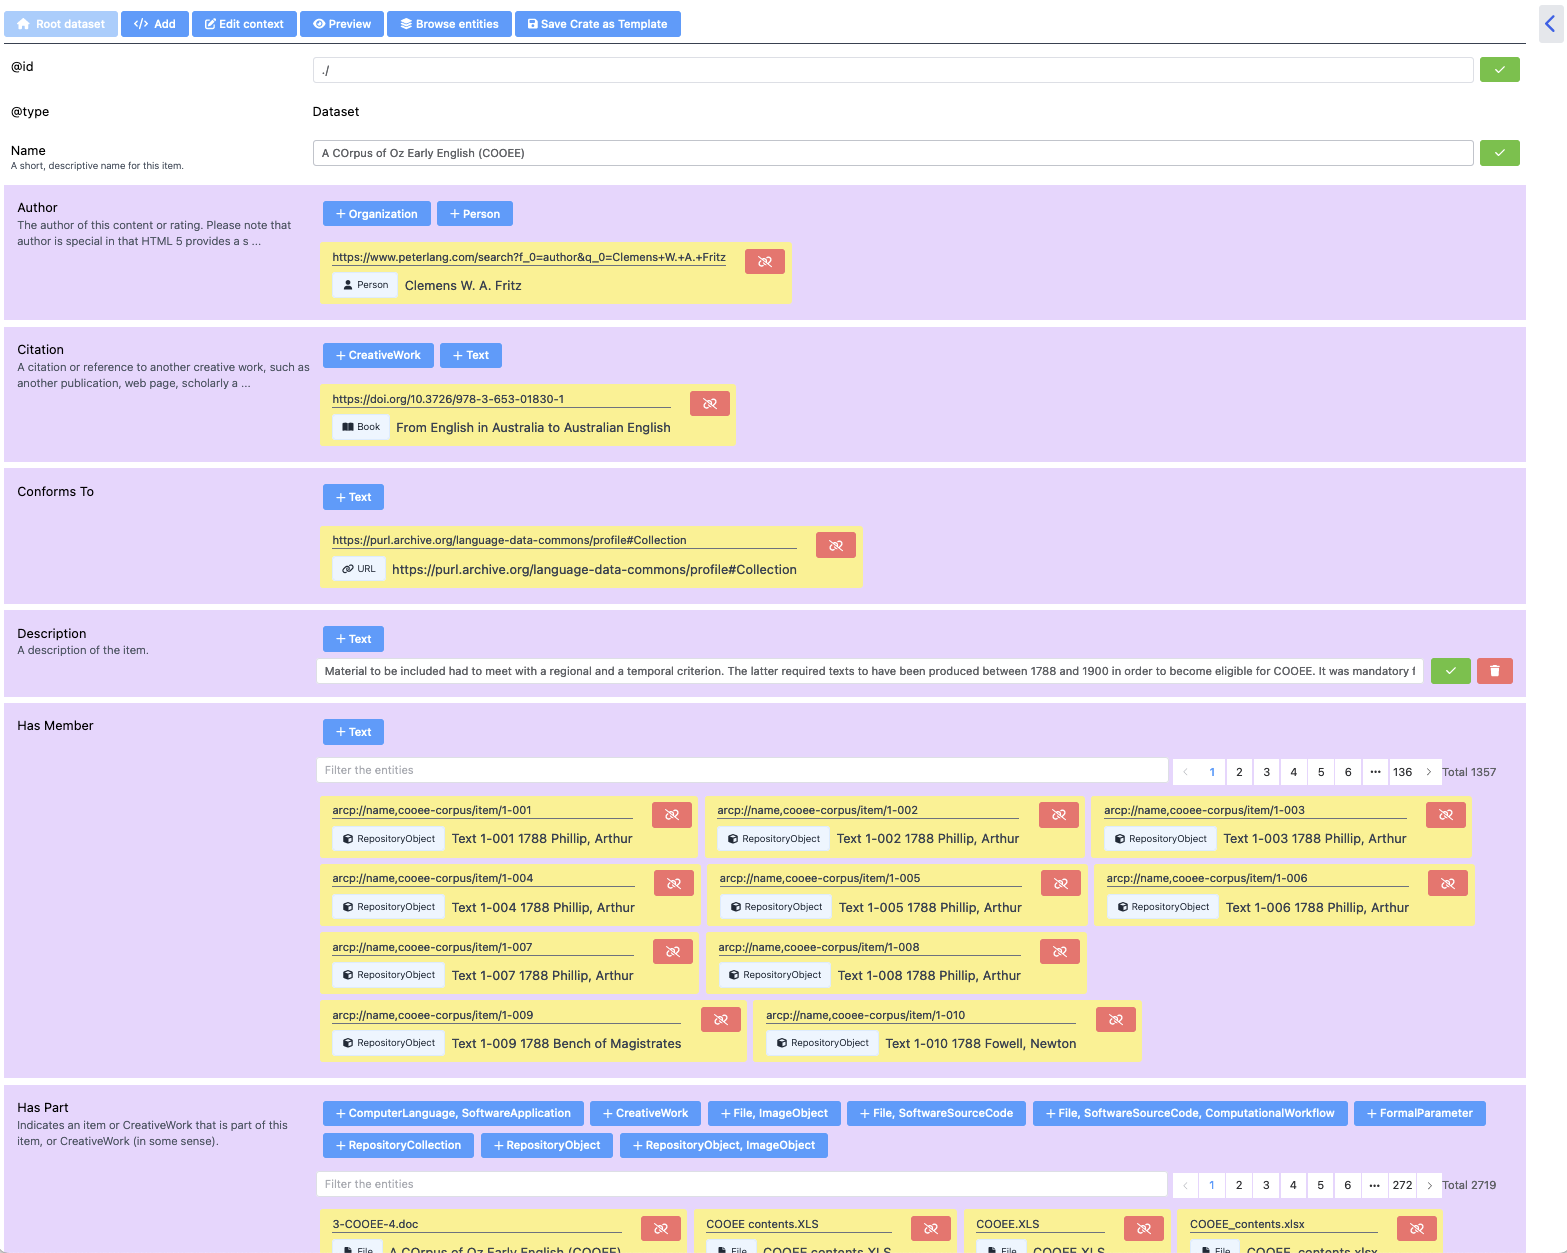 Root dataset </> Add Edit context Preview Browse entities Save Crate as Template
@id
./
@type
Dataset
Name
A short, descriptive name for this item.
A COrpus of Oz Early English (COOEE)
Author
The author of this content or rating. Please note that
author is special in that HTML 5 provides a s ...
+ Organization + Person
https://www.peterlang.com/search?f_0=author&q_0=Clemens+W.+A.+Fritz
Person Clemens W. A. Fritz
Citation
A citation or reference to another creative work, such as
another publication, web page, scholarly a ...
+ CreativeWork + Text
https://doi.org/10.3726/978-3-653-01830-1
Book From English in Australia to Australian English
Conforms To
+ Text
https://purl.archive.org/language-data-commons/profile#Collection
URL https://purl.archive.org/language-data-commons/profile#Collection
Description
A description of the item.
+ Text
Material to be included had to meet with a regional and a temporal criterion. The latter required texts to have been produced between 1788 and 1900 in order to become eligible for COOEE. It was mandatory f
Has Member
+ Text
Filter the entities
< 1 2 3 4 5 6 ••• 136 > Total 1357
arcp://name,cooee-corpus/item/1-001 arcp://name,cooee-corpus/item/1-002 arcp://name,cooee-corpus/item/1-003
RepositoryObject Text 1-001 1788 Phillip, Arthur RepositoryObject Text 1-002 1788 Phillip, Arthur RepositoryObject Text 1-003 1788 Phillip, Arthur
arcp://name,cooee-corpus/item/1-004 arcp://name,cooee-corpus/item/1-005 arcp://name,cooee-corpus/item/1-006
RepositoryObject Text 1-004 1788 Phillip, Arthur RepositoryObject Text 1-005 1788 Phillip, Arthur RepositoryObject Text 1-006 1788 Phillip, Arthur
arcp://name,cooee-corpus/item/1-007 arcp://name,cooee-corpus/item/1-008
RepositoryObject Text 1-007 1788 Phillip, Arthur RepositoryObject Text 1-008 1788 Phillip, Arthur
arcp://name,cooee-corpus/item/1-009 arcp://name,cooee-corpus/item/1-010
RepositoryObject Text 1-009 1788 Bench of Magistrates RepositoryObject Text 1-010 1788 Fowell, Newton
Has Part
Indicates an item or CreativeWork that is part of this
item, or CreativeWork (in some sense).
+ ComputerLanguage, SoftwareApplication + CreativeWork + File, ImageObject + File, SoftwareSourceCode + File, SoftwareSourceCode, ComputationalWorkflow + FormalParameter
+ RepositoryCollection + RepositoryObject + RepositoryObject, ImageObject
Filter the entities
< 1 2 3 4 5 6 ••• 272 > Total 2719
3-COOEE-4.doc COOEE contents.XLS COOEE.XLS COOEE_contents.xlsx
File A COrpus of Oz Early English (COOEE) File COOEE contents.XLS File COOEE.XLS File COOEE_contents.xlsx